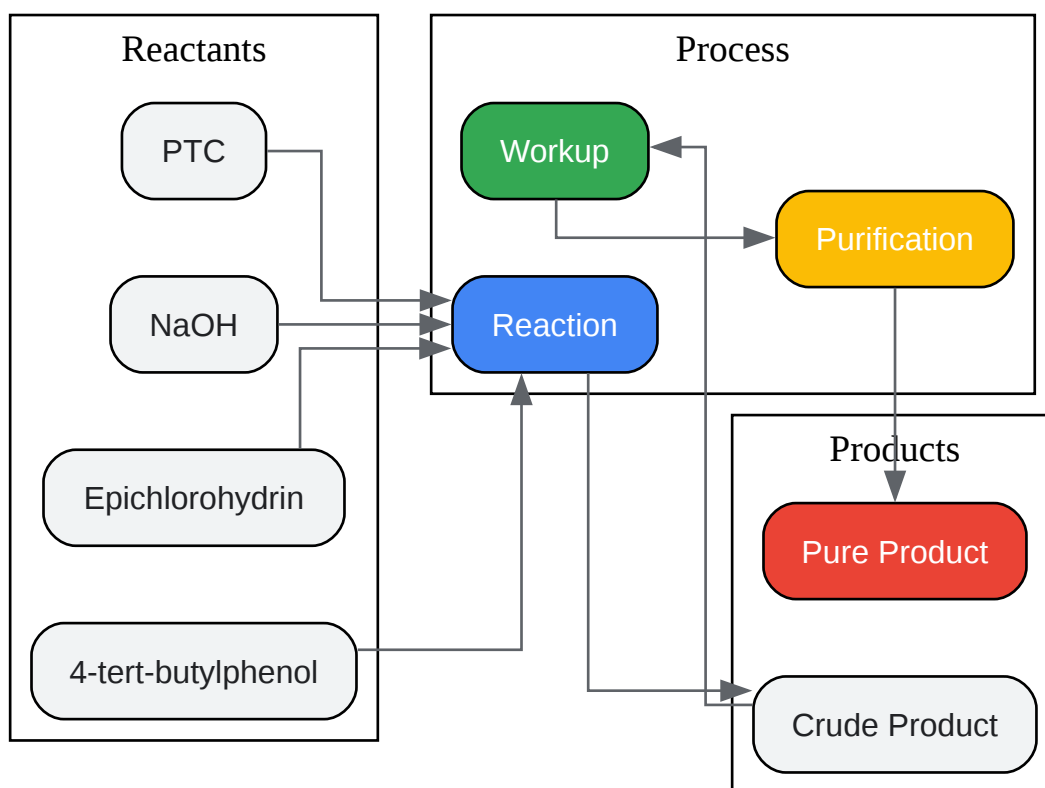 Reactants
PTC
NaOH
Epichlorohydrin
4-tert-butylphenol
Process
Workup
Purification
Reaction
Products
Pure Product
Crude Product